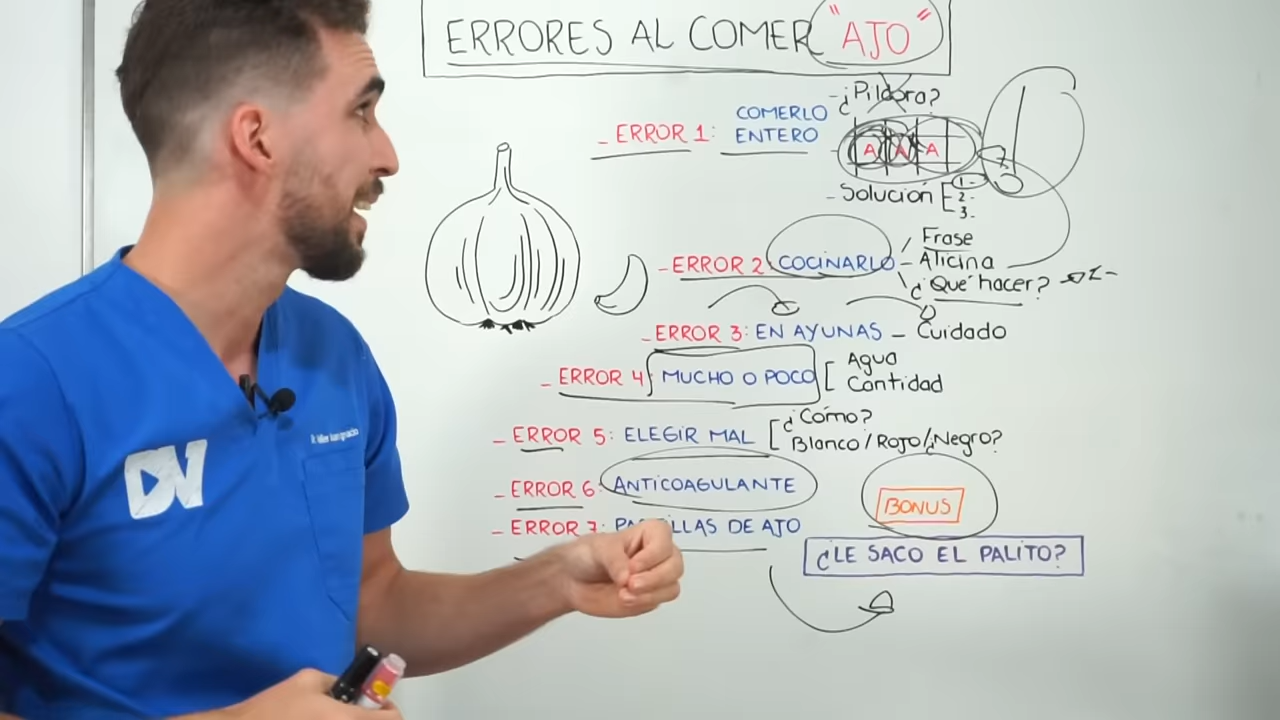 ERRORES AL COMER "AJO"
- ¿Píldora?
- ERROR 1: COMERLO ENTERO
- A A A
- Solución [ 1-
2-
3-
- ERROR 2: COCINARLO
Frase
- Alicina
¿Qué hacer? 1-
- ERROR 3: EN AYUNAS - Cuidado
- ERROR 4: MUCHO O POCO [ Agua
Cantidad
- ERROR 5: ELEGIR MAL [ ¿Cómo?
Blanco/Rojo/¿Negro?
- ERROR 6: ANTICOAGULANTE
- ERROR 7: DE AJO
BONUS
¿LE SACO EL PALITO?
DV